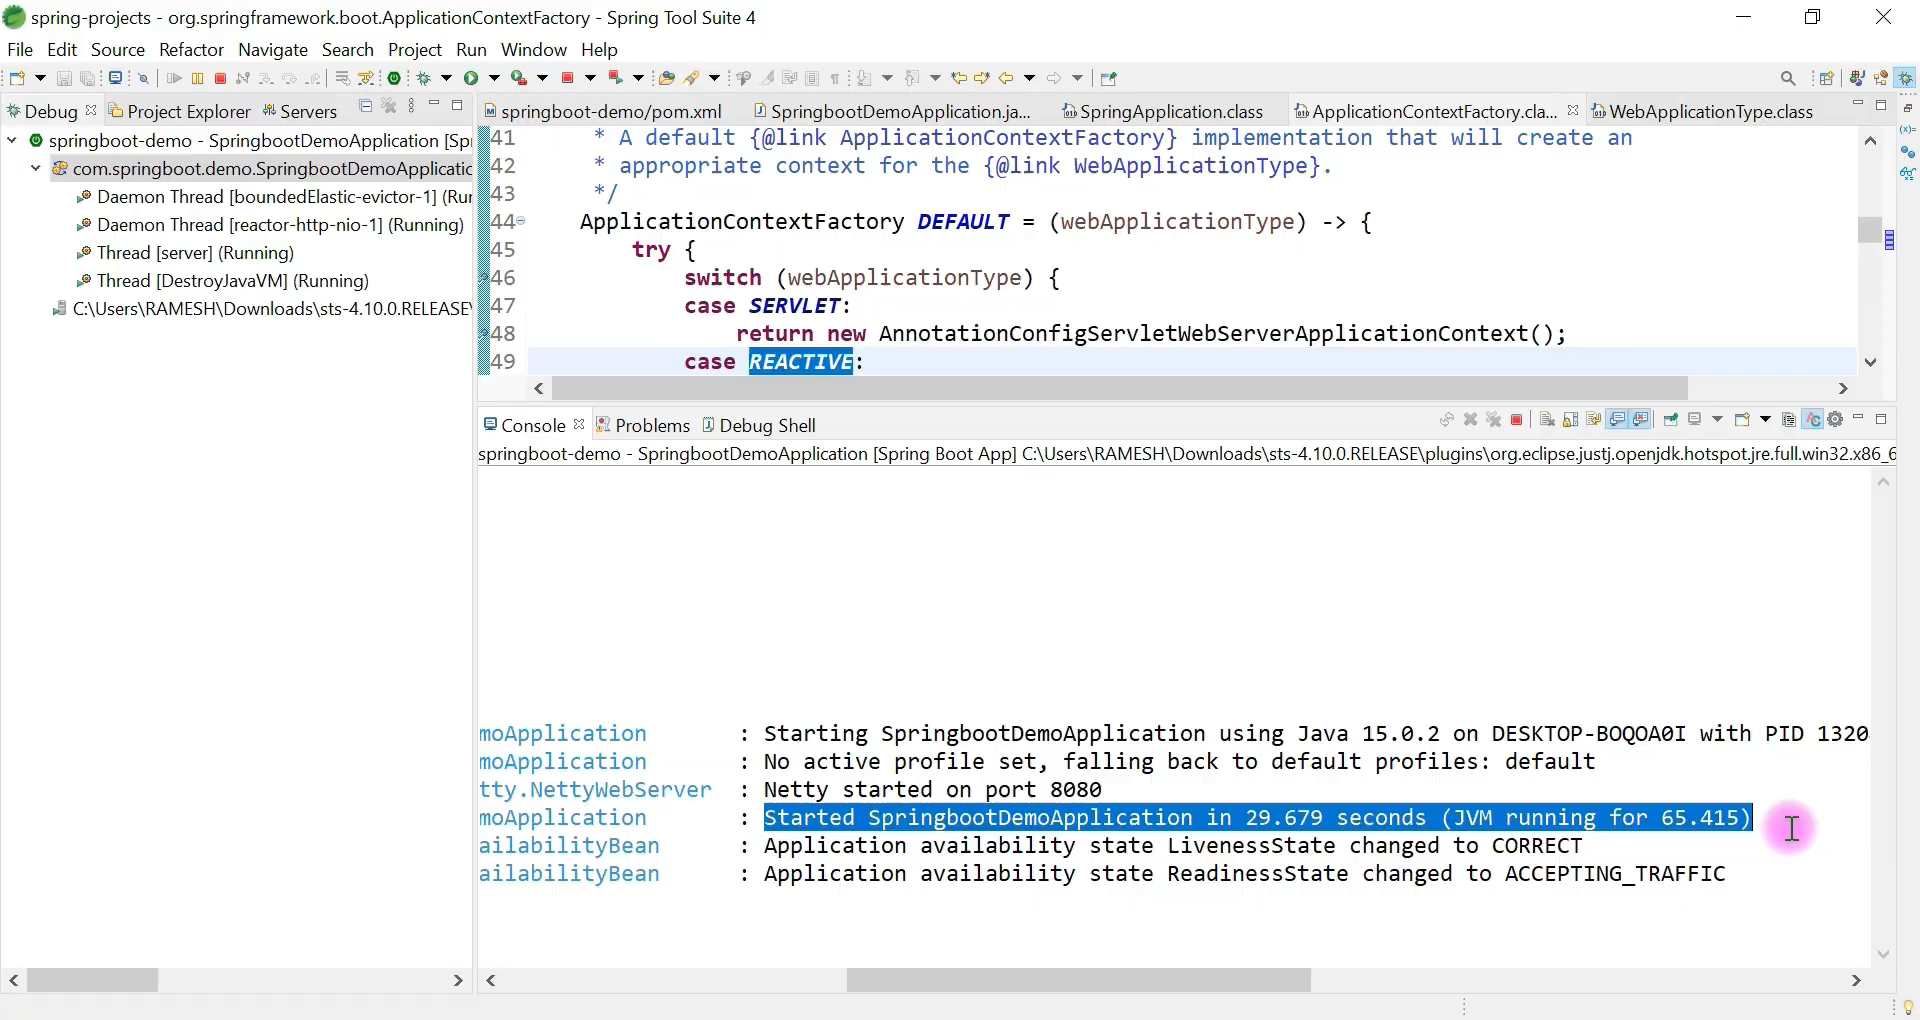 spring-projects - org.springframework.boot.ApplicationContextFactory - Spring Tool Suite 4
File Edit Source Refactor Navigate Search Project Run Window Help
Debug Project Explorer Servers
springboot-demo - SpringbootDemoApplication [Sp
com.springboot.demo.SpringbootDemoApplicatio
Daemon Thread [boundedElastic-evictor-1] (Ru
Daemon Thread [reactor-http-nio-1] (Running)
Thread [server] (Running)
Thread [DestroyJavaVM] (Running)
C:\Users\RAMESH\Downloads\sts-4.10.0.RELEASE
springboot-demo/pom.xml SpringbootDemoApplication.ja... SpringApplication.class ApplicationContextFactory.cla... WebApplicationType.class
41 * A default {@link ApplicationContextFactory} implementation that will create an
42 * appropriate context for the {@link WebApplicationType}.
43 */
44 ApplicationContextFactory DEFAULT = (webApplicationType) -> {
45 try {
46 switch (webApplicationType) {
47 case SERVLET:
48 return new AnnotationConfigServletWebServerApplicationContext();
49 case REACTIVE:
Console Problems Debug Shell
springboot-demo - SpringbootDemoApplication [Spring Boot App] C:\Users\RAMESH\Downloads\sts-4.10.0.RELEASE\plugins\org.eclipse.justj.openjdk.hotspot.jre.full.win32.x86_6
moApplication : Starting SpringbootDemoApplication using Java 15.0.2 on DESKTOP-BOQOA0I with PID 1320
moApplication : No active profile set, falling back to default profiles: default
tty.NettyWebServer : Netty started on port 8080
moApplication : Started SpringbootDemoApplication in 29.679 seconds (JVM running for 65.415)
ailabilityBean : Application availability state LivenessState changed to CORRECT
ailabilityBean : Application availability state ReadinessState changed to ACCEPTING_TRAFFIC